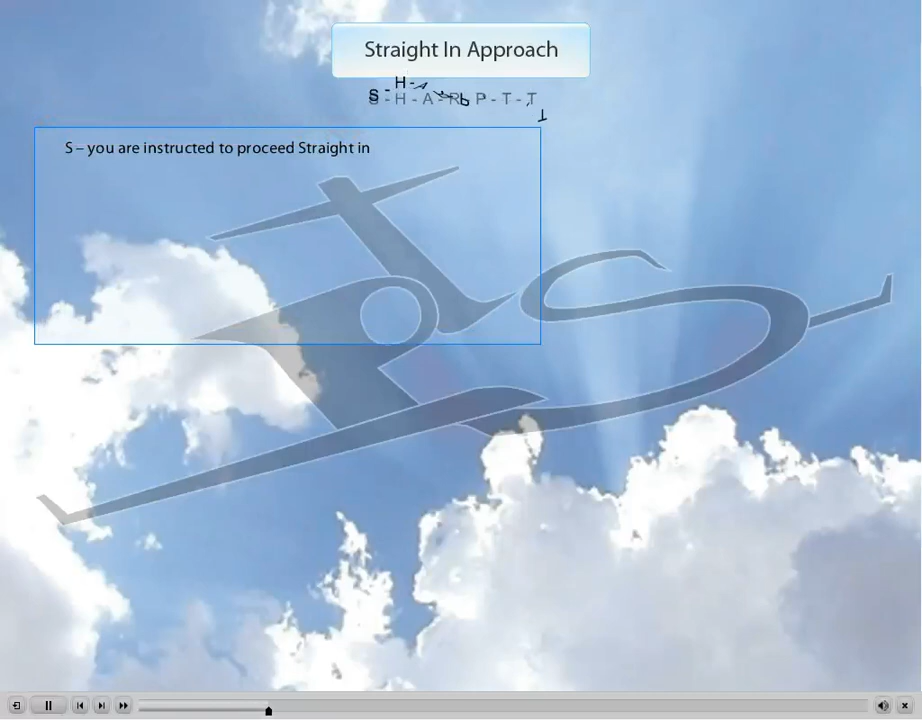 Straight In Approach
S - H - A - R - P - T - T
S – you are instructed to proceed Straight in